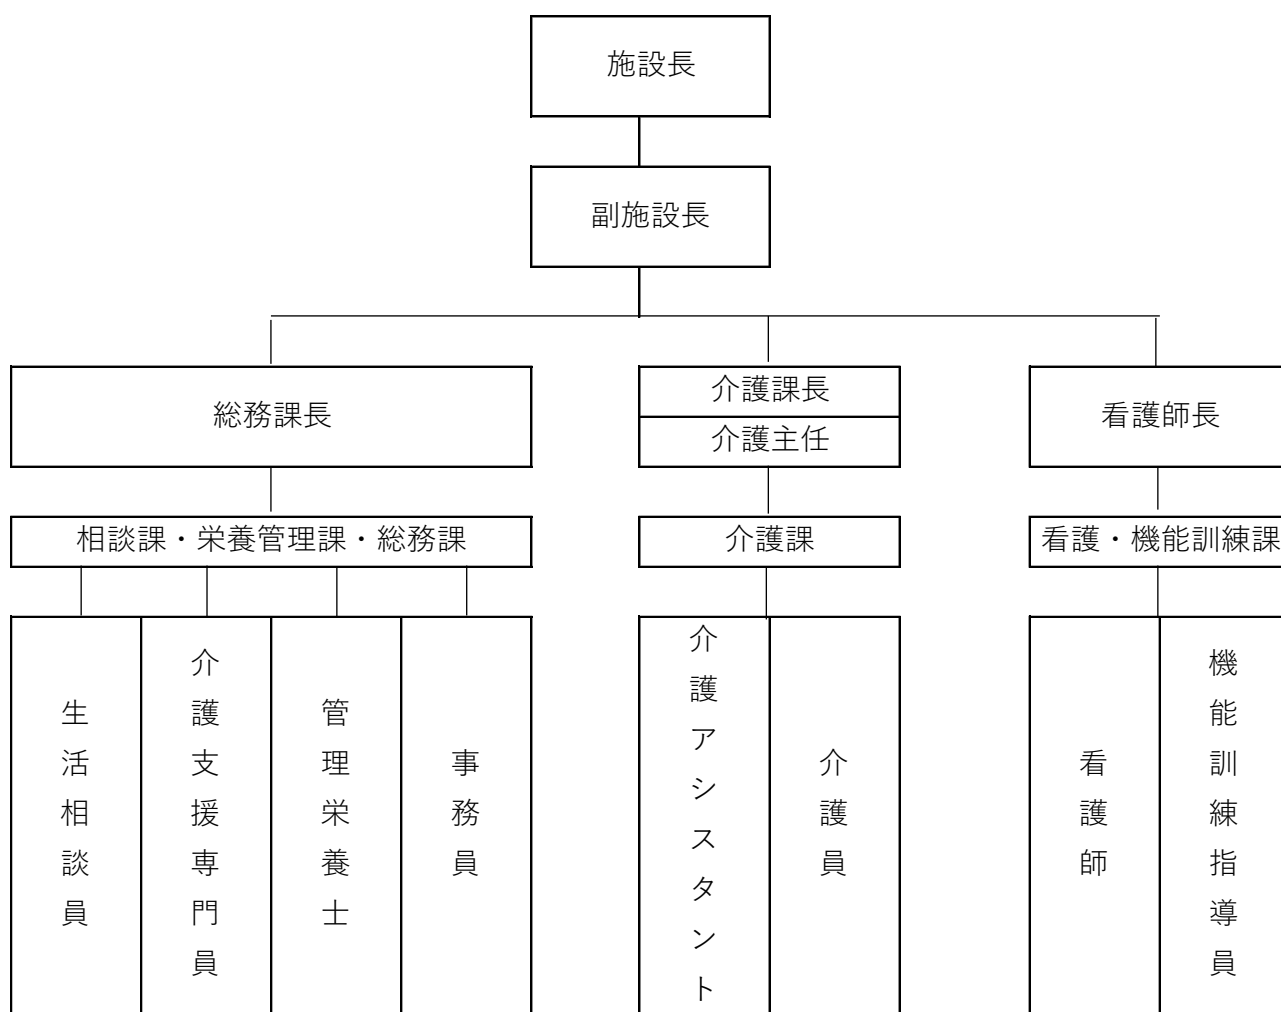 施設長
副施設長
総務課長
介護課長
介護主任
看護師長
相談課・栄養管理課・総務課
介護課
看護・機能訓練課
生活相談員
介護支援専門員
管理栄養士
事務員
介護アシスタント
介護員
看護師
機能訓練指導員